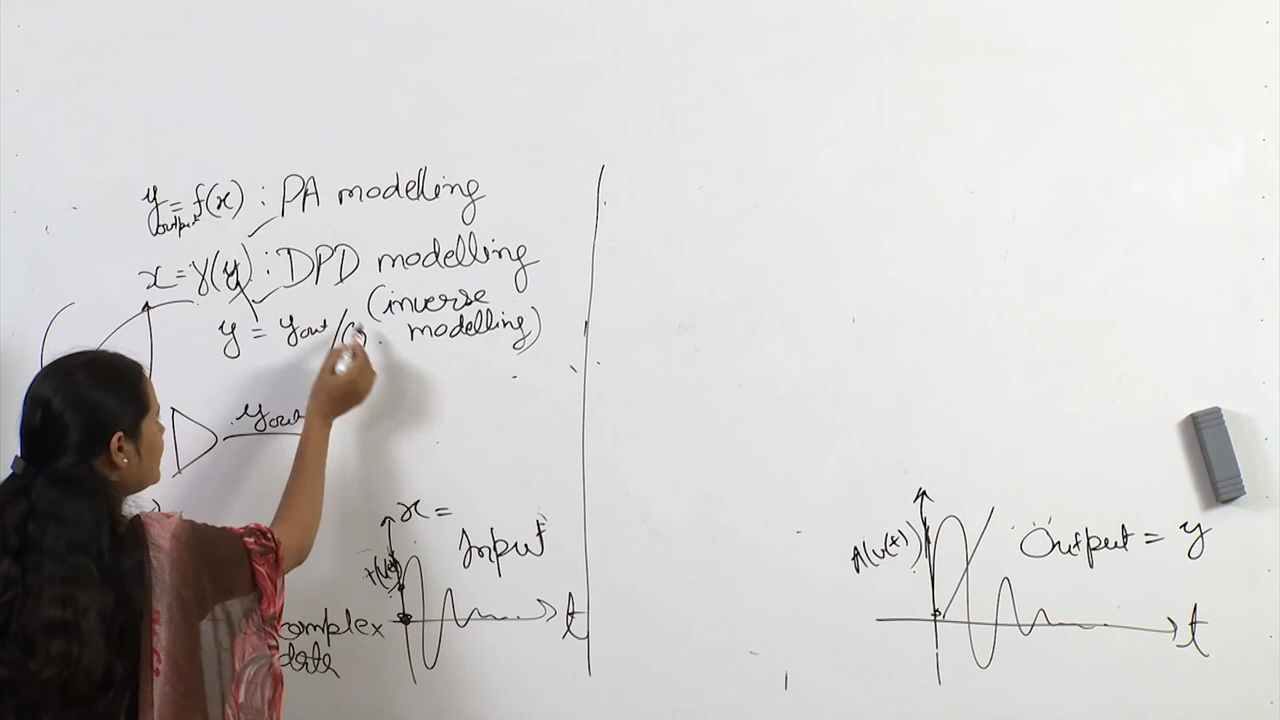 y = f(x) : PA modelling
output
x = γ(y) : DPD modelling
(inverse
modelling)
y = yout / G
yout
x =
Input
complex
data
t
A(u(t))
Output = y
t